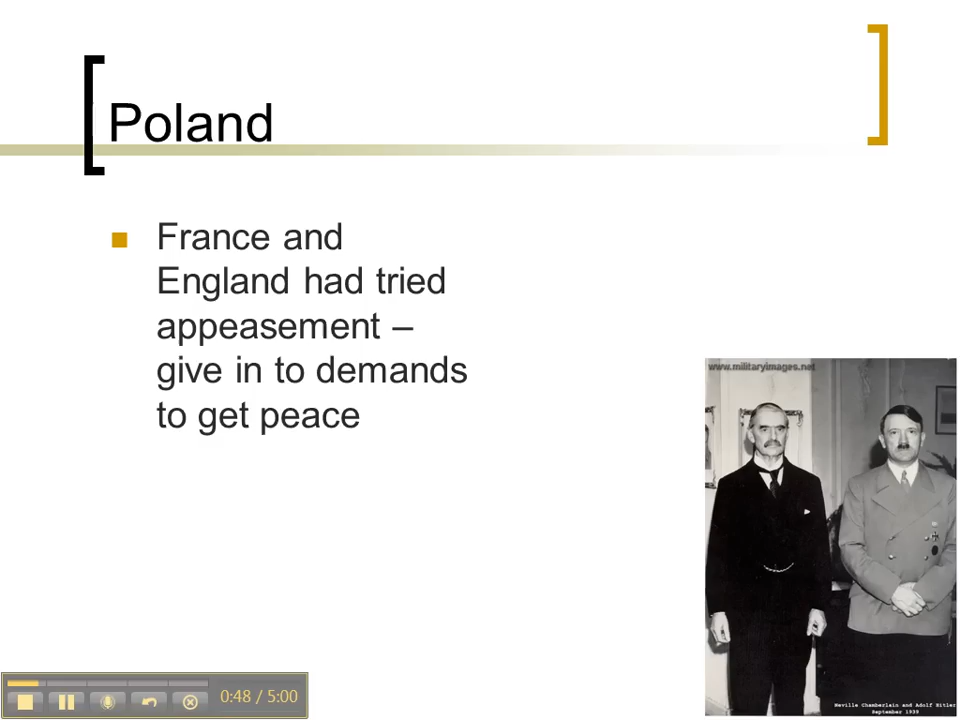 Poland
France and
England had tried
appeasement –
give in to demands
to get peace
www.militaryimages.net
Neville Chamberlain and Adolf Hitler
September 1939
0:48 / 5:00